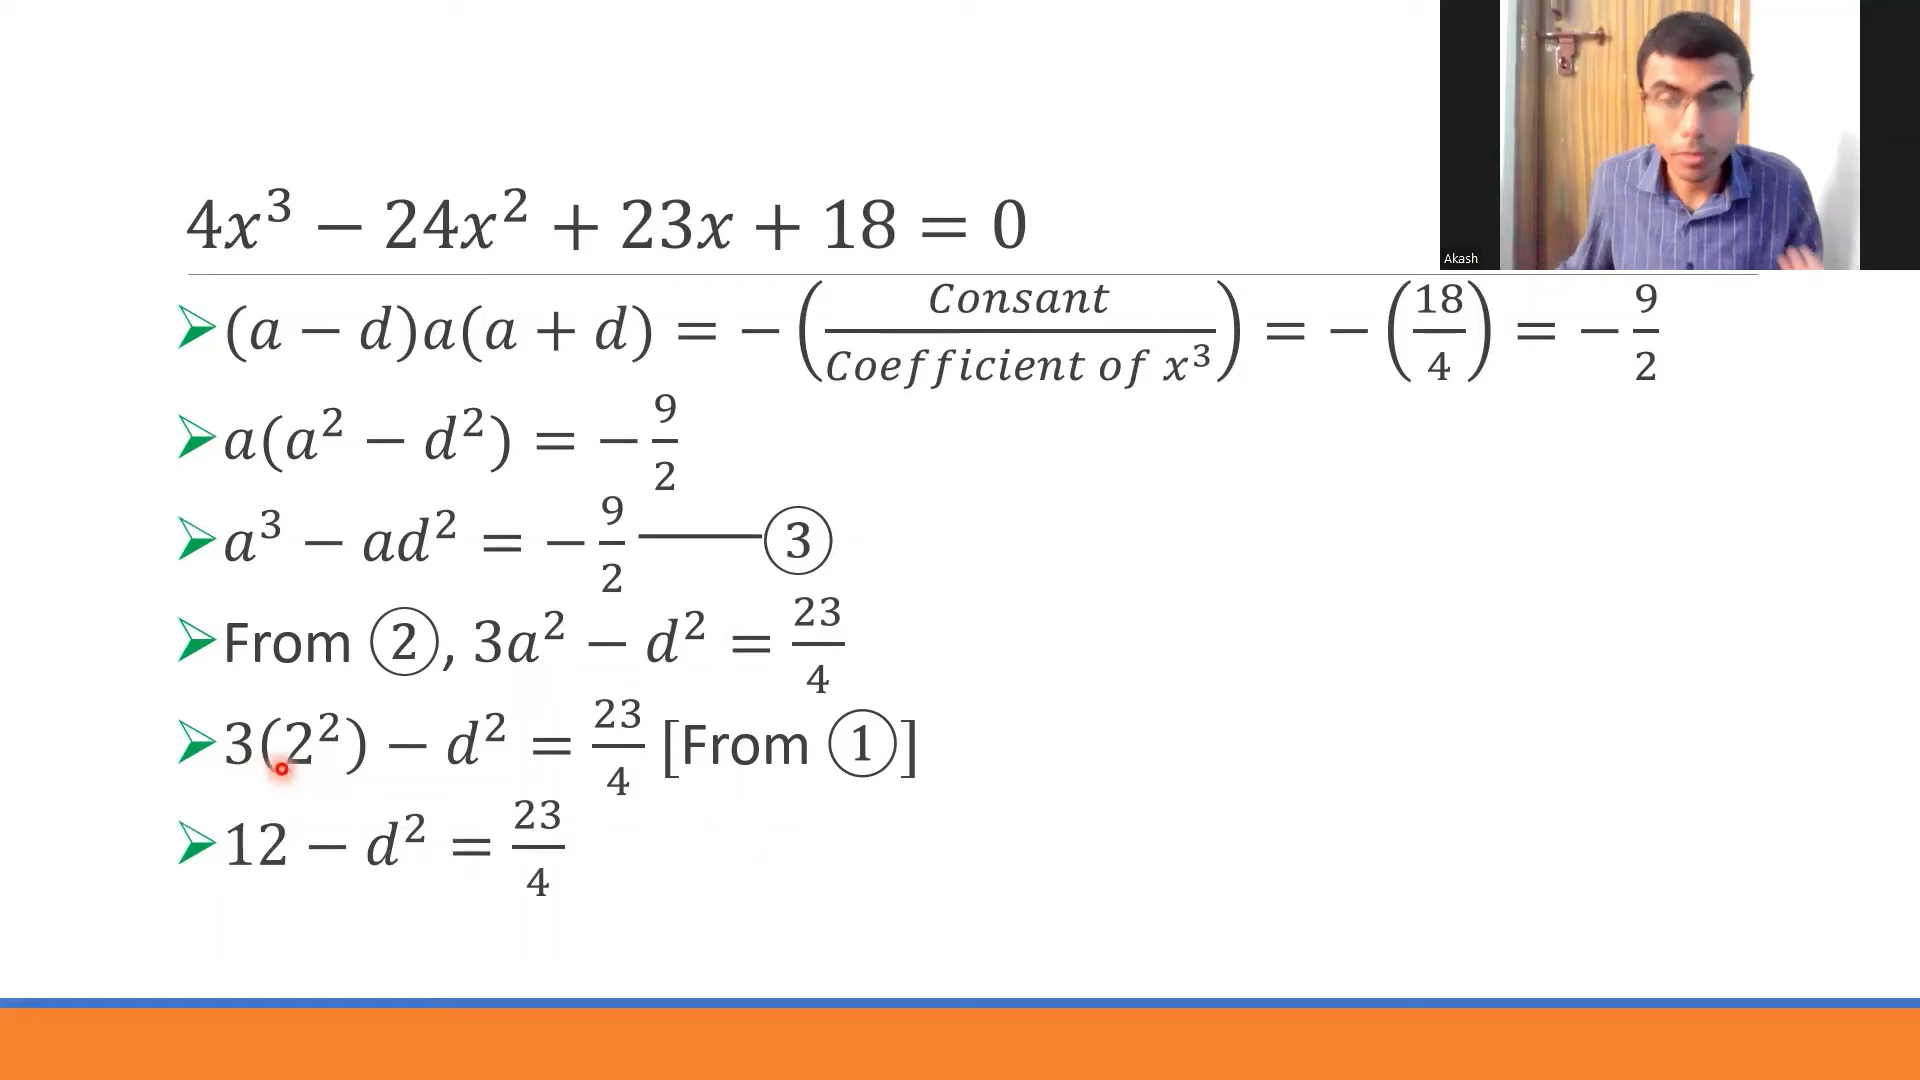 Akash
4x³ − 24x² + 23x + 18 = 0
(a − d)a(a + d) = −(Consant/Coefficient of x³) = −(18/4) = −9/2
a(a² − d²) = −9/2
a³ − ad² = −9/2 ——③
From ②, 3a² − d² = 23/4
3(2²) − d² = 23/4 [From ①]
12 − d² = 23/4